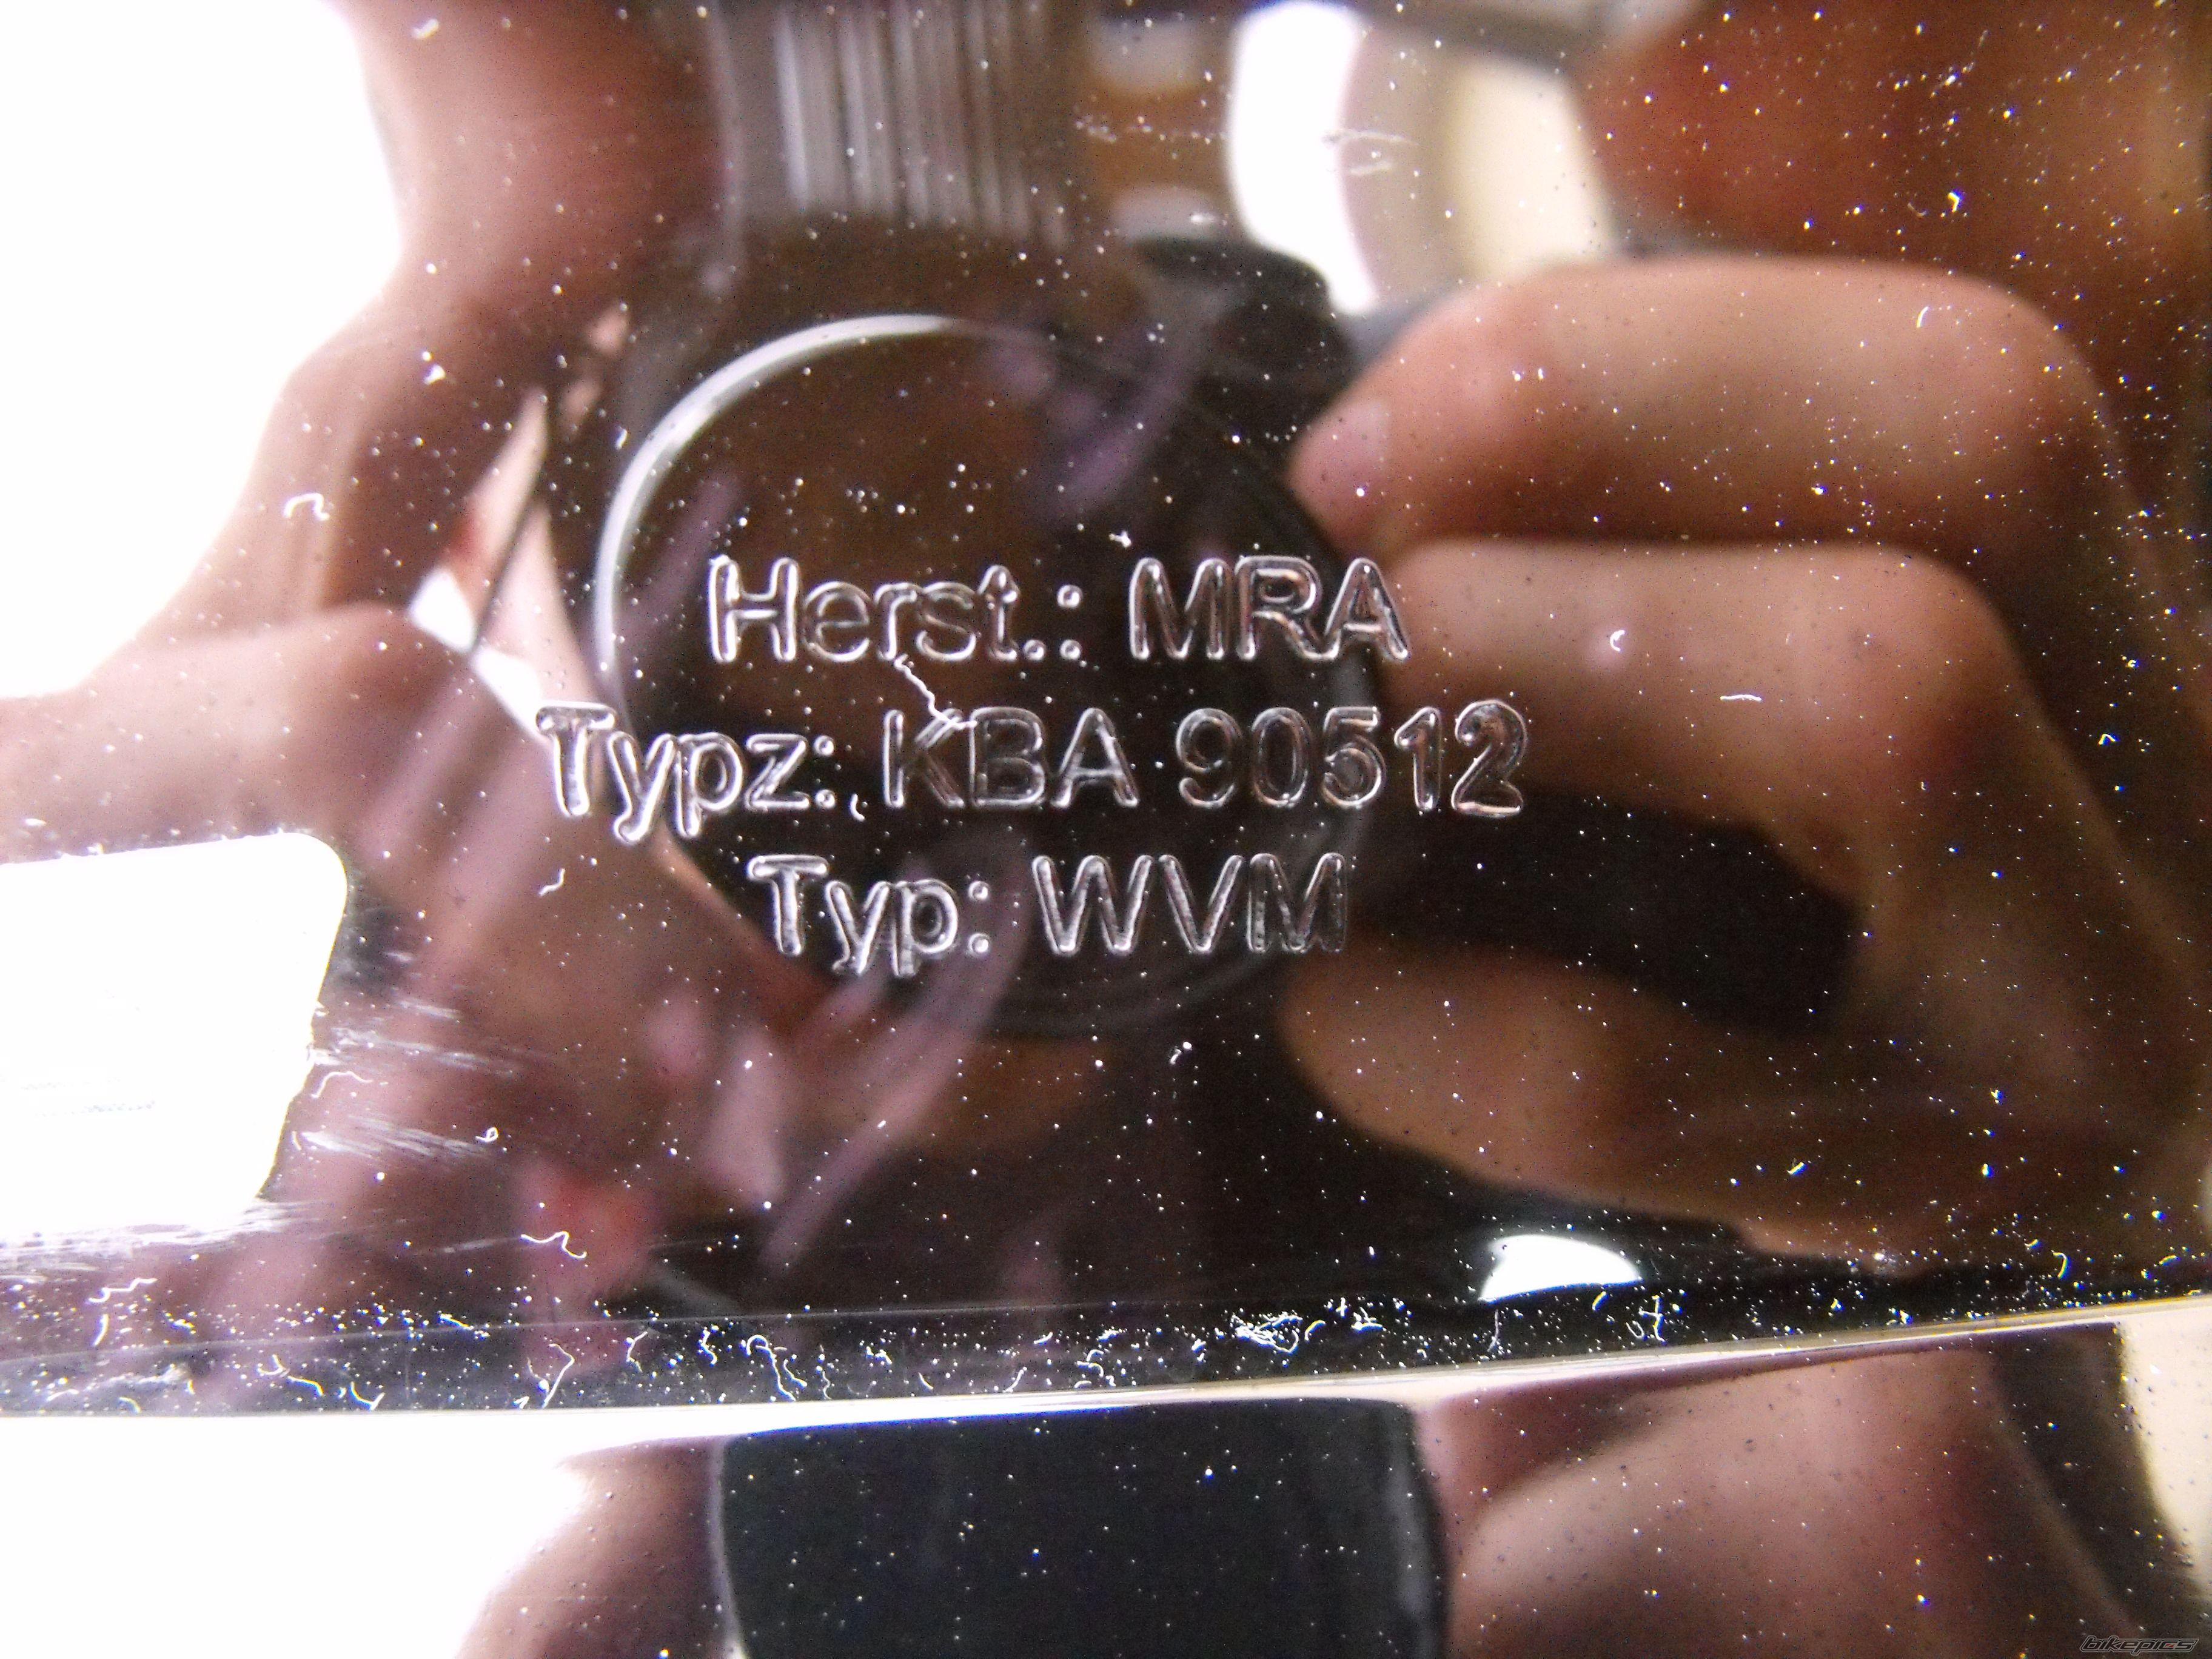 Herst.: MRA
Typz: KBA 90512
Typ: WVM
bikepics